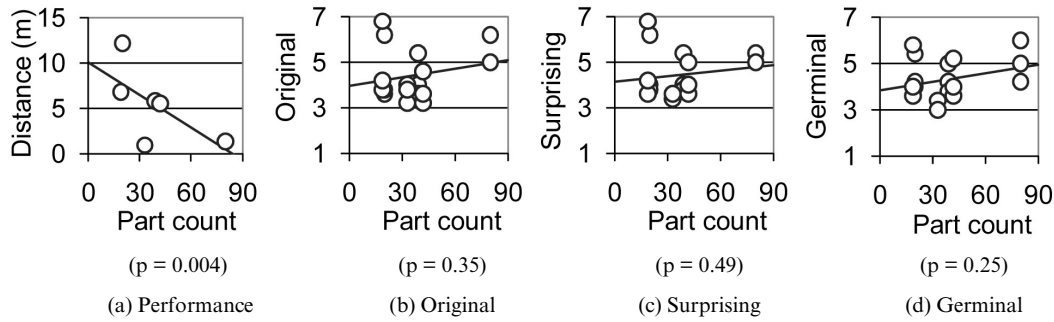 Distance (m)
15
10
5
0
0 30 60 90
Part count
(p = 0.004)
(a) Performance
Original
7
5
3
1
0 30 60 90
Part count
(p = 0.35)
(b) Original
Surprising
7
5
3
1
0 30 60 90
Part count
(p = 0.49)
(c) Surprising
Germinal
7
5
3
1
0 30 60 90
Part count
(p = 0.25)
(d) Germinal